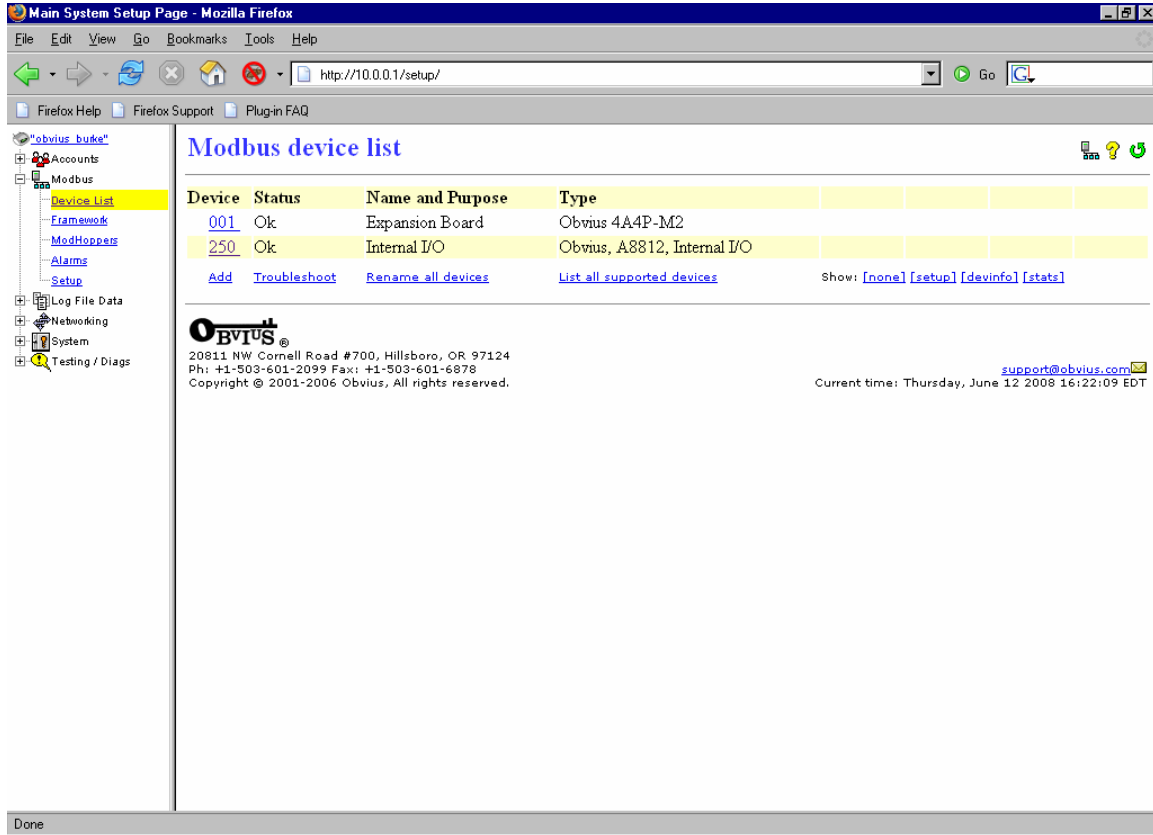 Main System Setup Page - Mozilla Firefox
File Edit View Go Bookmarks Tools Help
http://10.0.0.1/setup/ Go
Firefox Help Firefox Support Plug-in FAQ
"obvius_burke"
Accounts
Modbus
Device List
Framework
ModHoppers
Alarms
Setup
Log File Data
Networking
System
Testing / Diags
Modbus device list
Device Status Name and Purpose Type
001 Ok Expansion Board Obvius 4A4P-M2
250 Ok Internal I/O Obvius, A8812, Internal I/O
Add Troubleshoot Rename all devices List all supported devices Show: [none] [setup] [devinfo] [stats]
OBVIUS ®
20811 NW Cornell Road #700, Hillsboro, OR 97124
Ph: +1-503-601-2099 Fax: +1-503-601-6878
Copyright © 2001-2006 Obvius, All rights reserved.
support@obvius.com
Current time: Thursday, June 12 2008 16:22:09 EDT
Done